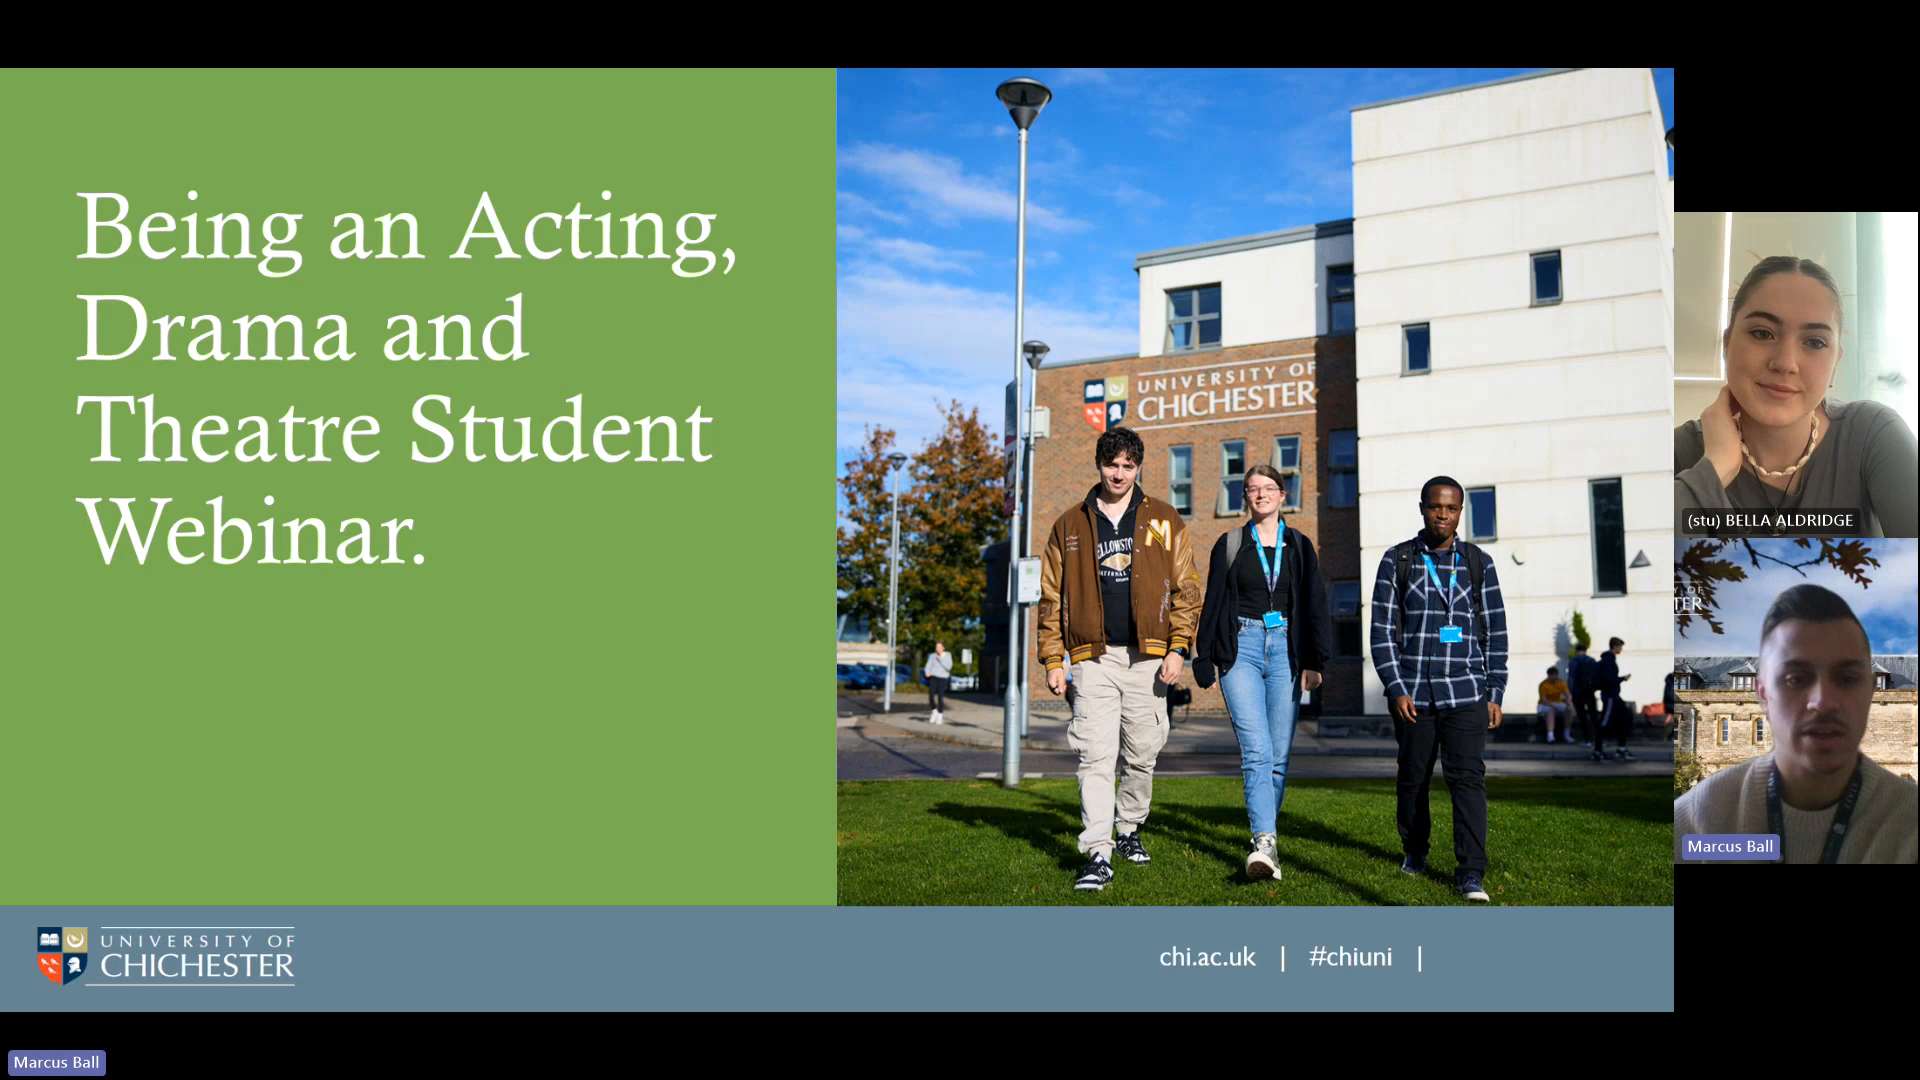 Being an Acting,
Drama and
Theatre Student
Webinar.
UNIVERSITY OF
CHICHESTER
M
UNIVERSITY OF
CHICHESTER
chi.ac.uk | #chiuni |
(stu) BELLA ALDRIDGE
Marcus Ball
Marcus Ball